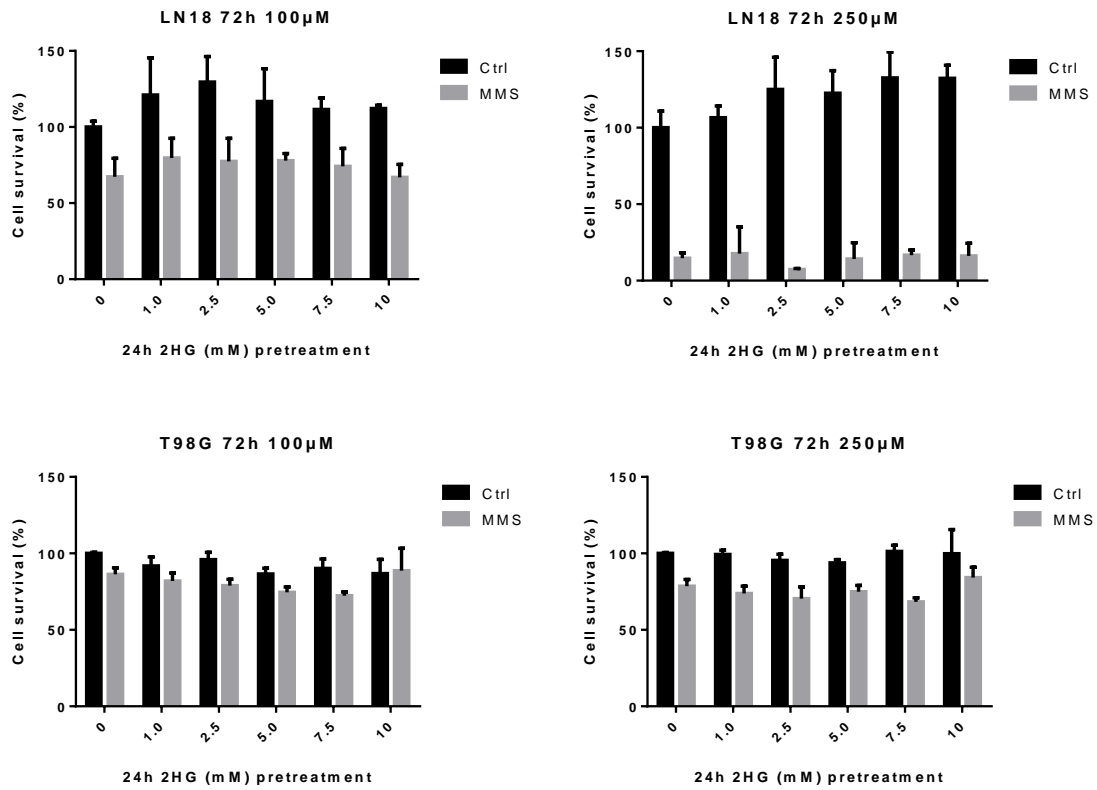 LN18 72h 100µM
150
100
50
0
Cell survival (%)
0 1.0 2.5 5.0 7.5 10
24h 2HG (mM) pretreatment
Ctrl
MMS
LN18 72h 250µM
150
100
50
0
Cell survival (%)
0 1.0 2.5 5.0 7.5 10
24h 2HG (mM) pretreatment
Ctrl
MMS
T98G 72h 100µM
150
100
50
0
Cell survival (%)
0 1.0 2.5 5.0 7.5 10
24h 2HG (mM) pretreatment
Ctrl
MMS
T98G 72h 250µM
150
100
50
0
Cell survival (%)
0 1.0 2.5 5.0 7.5 10
24h 2HG (mM) pretreatment
Ctrl
MMS